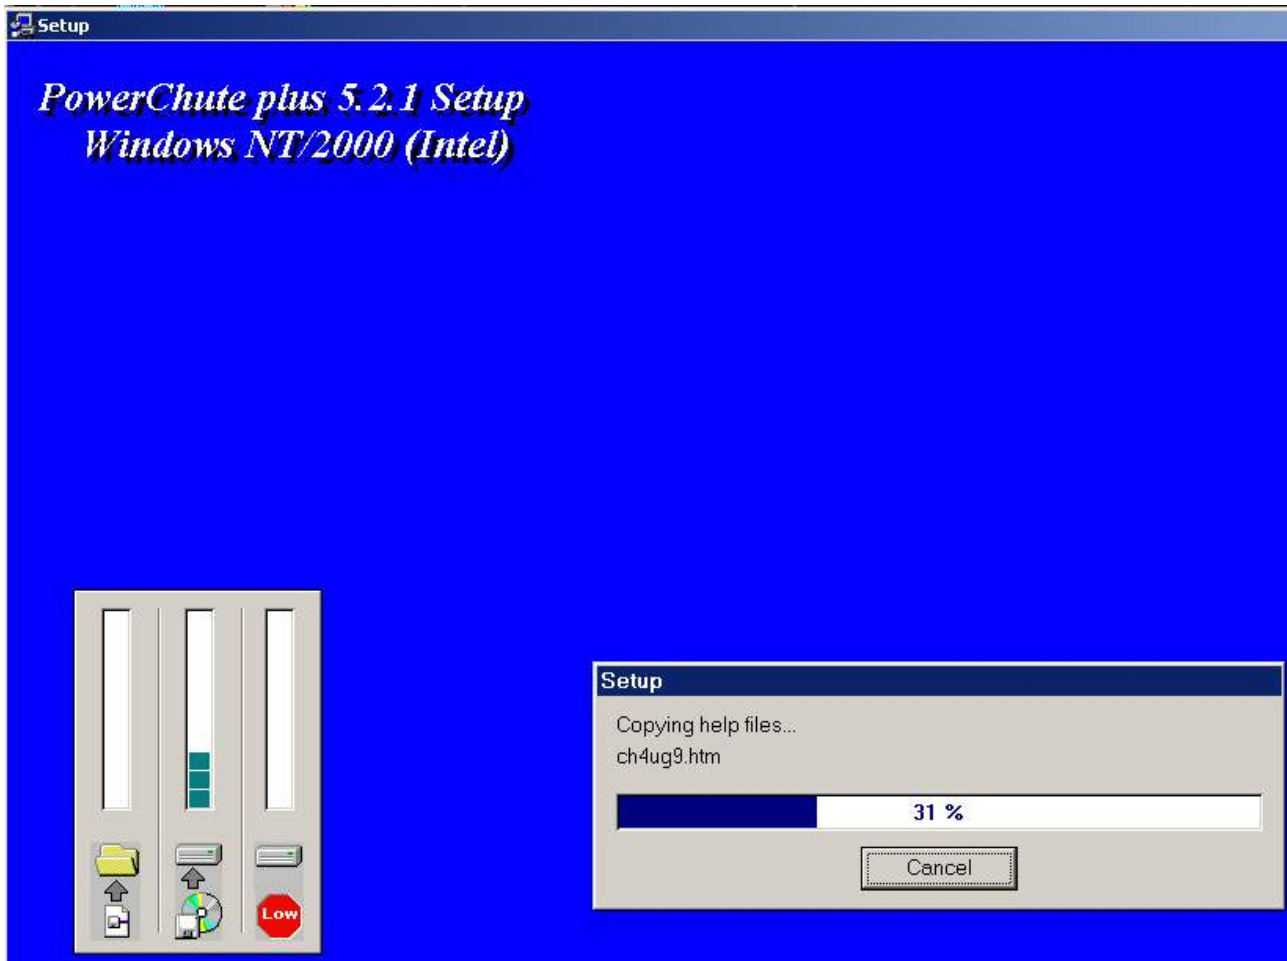 Setup
PowerChute plus 5.2.1 Setup
Windows NT/2000 (Intel)
Setup
Copying help files...
ch4ug9.htm
31 %
Cancel
Low